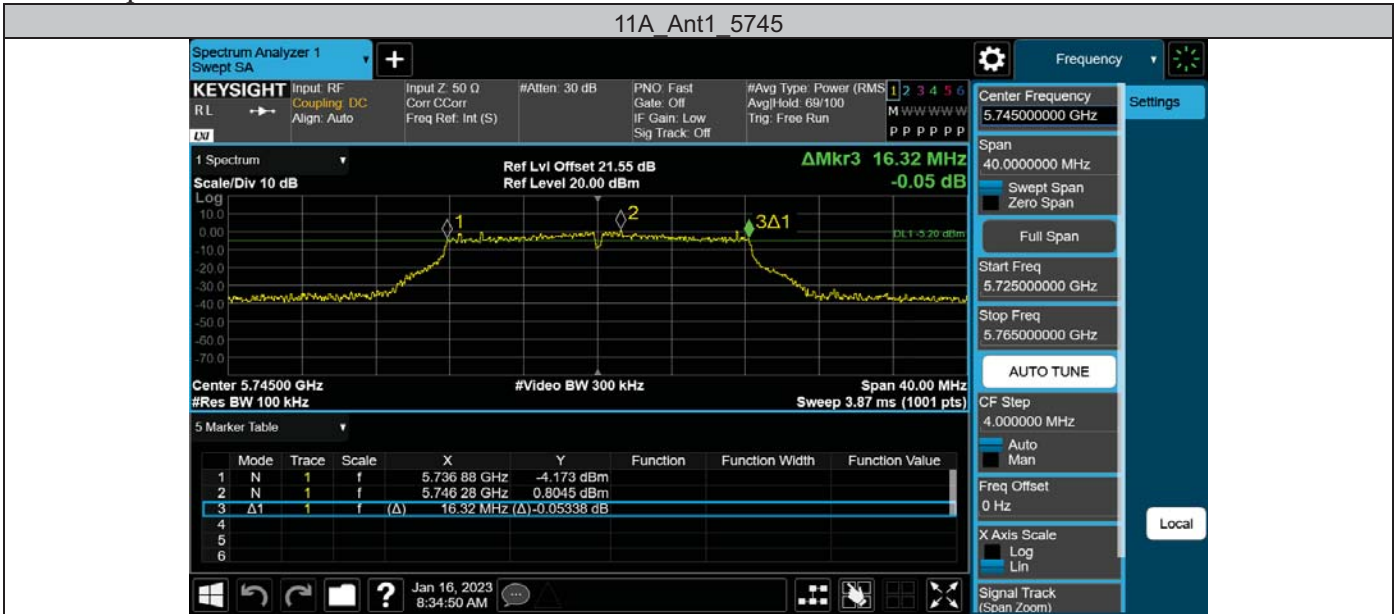 11A_Ant1_5745
Spectrum Analyzer 1
Swept SA
+
Frequency
KEYSIGHT
RL
LXI
Input: RF
Coupling: DC
Align: Auto
Input Z: 50 Ω
Corr CCorr
Freq Ref: Int (S)
#Atten: 30 dB
PNO: Fast
Gate: Off
IF Gain: Low
Sig Track: Off
#Avg Type: Power (RMS
Avg|Hold: 69/100
Trig: Free Run
1 2 3 4 5 6
M W W W W W
P P P P P P
1 Spectrum
Scale/Div 10 dB
Ref Lvl Offset 21.55 dB
Ref Level 20.00 dBm
ΔMkr3 16.32 MHz
-0.05 dB
Log
10.0
0.00
-10.0
-20.0
-30.0
-40.0
-50.0
-60.0
-70.0
1
2
3Δ1
DL1 -5.20 dBm
Center 5.74500 GHz
#Video BW 300 kHz
Span 40.00 MHz
#Res BW 100 kHz
Sweep 3.87 ms (1001 pts)
5 Marker Table
Mode Trace Scale X Y Function Function Width Function Value
1 N 1 f 5.736 88 GHz -4.173 dBm
2 N 1 f 5.746 28 GHz 0.8045 dBm
3 Δ1 1 f (Δ) 16.32 MHz (Δ) -0.05338 dB
4
5
6
Jan 16, 2023
8:34:50 AM
Center Frequency
5.745000000 GHz
Span
40.0000000 MHz
Swept Span
Zero Span
Full Span
Start Freq
5.725000000 GHz
Stop Freq
5.765000000 GHz
AUTO TUNE
CF Step
4.000000 MHz
Auto
Man
Freq Offset
0 Hz
X Axis Scale
Log
Lin
Signal Track
(Span Zoom)
Settings
Local